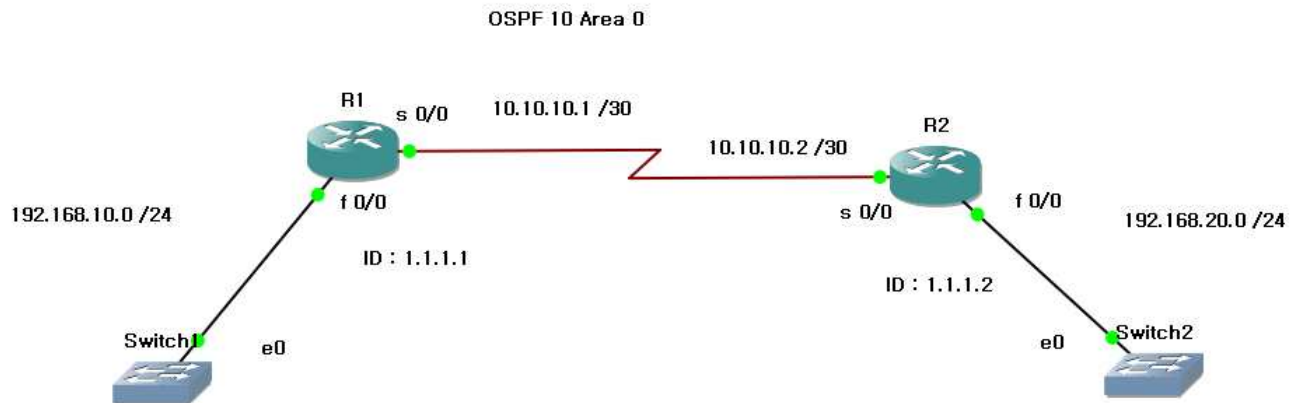 OSPF 10 Area 0
R1
s 0/0
10.10.10.1 /30
R2
10.10.10.2 /30
192.168.10.0 /24
f 0/0
s 0/0
f 0/0
192.168.20.0 /24
ID : 1.1.1.1
ID : 1.1.1.2
Switch1
e0
e0
Switch2